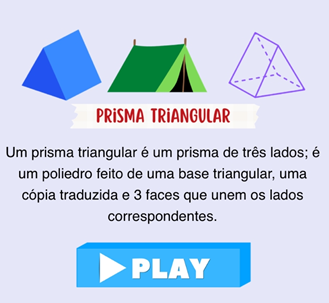 PRISMA TRIANGULAR
Um prisma triangular é um prisma de três lados; é
um poliedro feito de uma base triangular, uma
cópia traduzida e 3 faces que unem os lados
correspondentes.
PLAY